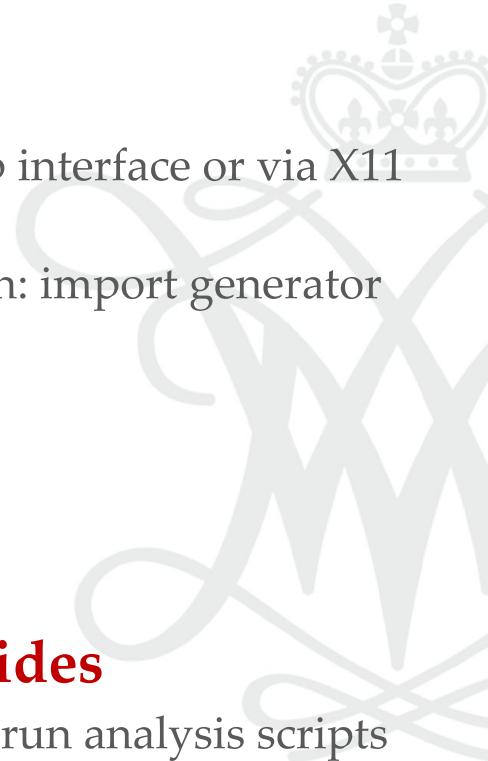 interface or via X11
n: import generator
ides
run analysis scripts